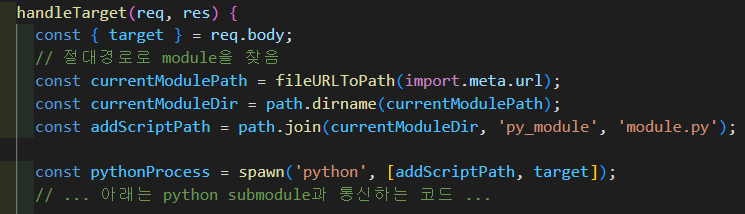 handleTarget(req, res) {
const { target } = req.body;
// 절대경로로 module을 찾음
const currentModulePath = fileURLToPath(import.meta.url);
const currentModuleDir = path.dirname(currentModulePath);
const addScriptPath = path.join(currentModuleDir, 'py_module', 'module.py');
const pythonProcess = spawn('python', [addScriptPath, target]);
// ... 아래는 python submodule과 통신하는 코드 ...